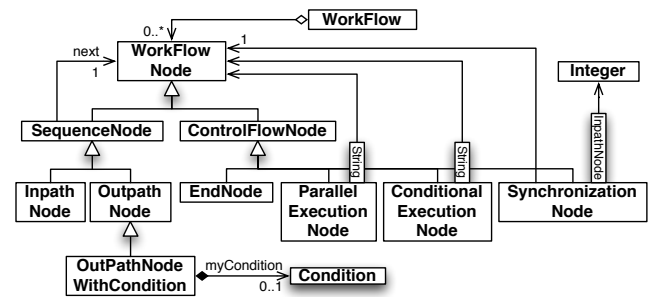 WorkFlow
0..*
WorkFlow
Node
1
next
1
Integer
InpathNode
SequenceNode
ControlFlowNode
String
String
Inpath
Node
Outpath
Node
EndNode
Parallel
Execution
Node
Conditional
Execution
Node
Synchronization
Node
OutPathNode
WithCondition
myCondition
0..1
Condition